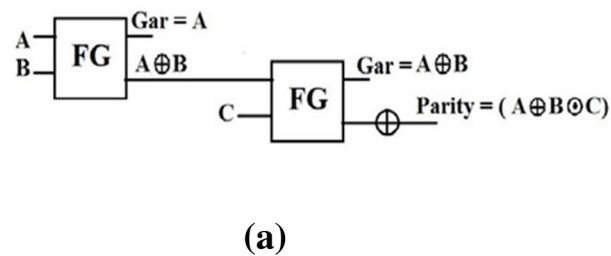 Gar = A
A
FG
B
A⊕B
Gar = A⊕B
FG
C
Parity = ( A⊕B⊙C)
(a)